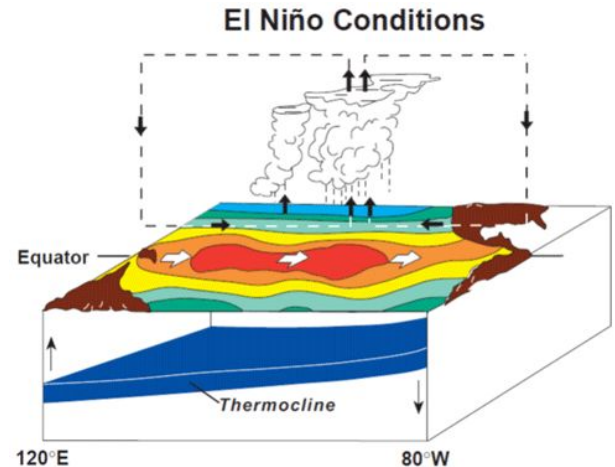 El Niño Conditions
Equator
Thermocline
120°E
80°W